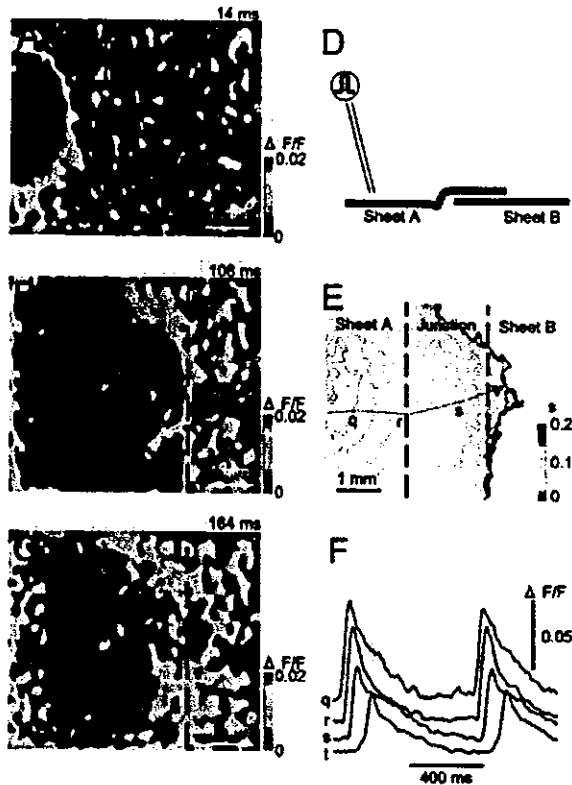 14 ms
Δ F/F
0.02
0
106 ms
Δ F/F
0.02
0
164 ms
Δ F/F
0.02
0
D
Sheet A Sheet B
E
Sheet A Junction Sheet B
q r s
1 mm
s
0.2
0.1
0
F
Δ F/F
0.05
q
r
s
t
400 ms